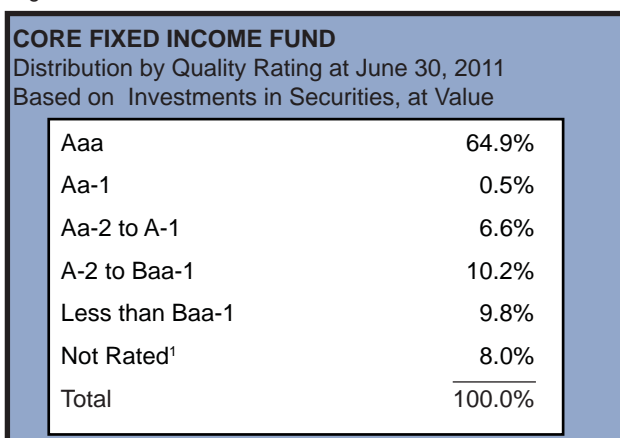 CORE FIXED INCOME FUND
Distribution by Quality Rating at June 30, 2011
Based on Investments in Securities, at Value
Aaa 64.9%
Aa-1 0.5%
Aa-2 to A-1 6.6%
A-2 to Baa-1 10.2%
Less than Baa-1 9.8%
Not Rated¹ 8.0%
Total 100.0%